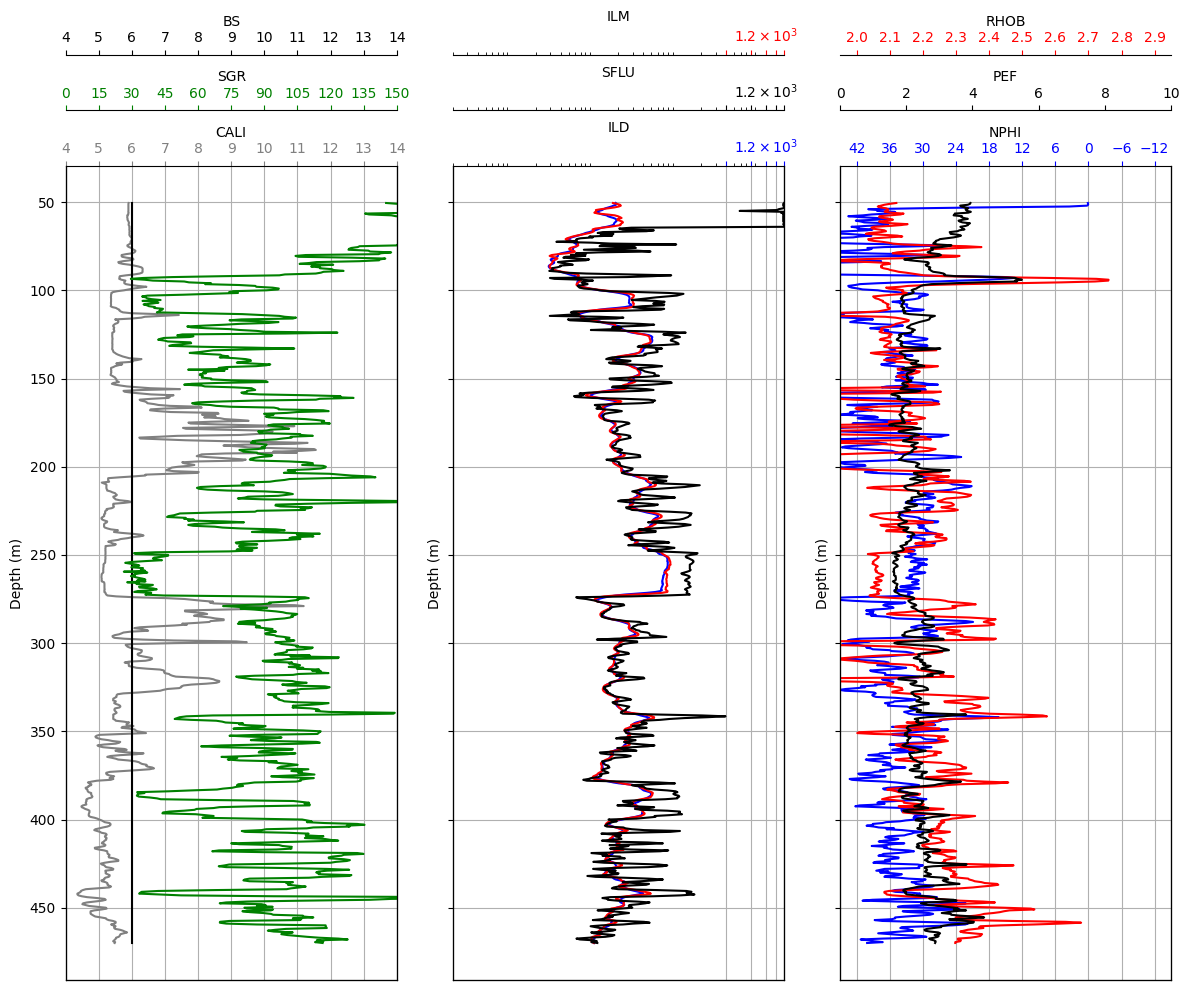 BS
4 5 6 7 8 9 10 11 12 13 14
SGR
0 15 30 45 60 75 90 105 120 135 150
CALI
4 5 6 7 8 9 10 11 12 13 14
Depth (m)
50
100
150
200
250
300
350
400
450
ILM
1.2 × 10³
SFLU
1.2 × 10³
ILD
1.2 × 10³
Depth (m)
RHOB
2.0 2.1 2.2 2.3 2.4 2.5 2.6 2.7 2.8 2.9
PEF
0 2 4 6 8 10
NPHI
42 36 30 24 18 12 6 0 −6 −12
Depth (m)